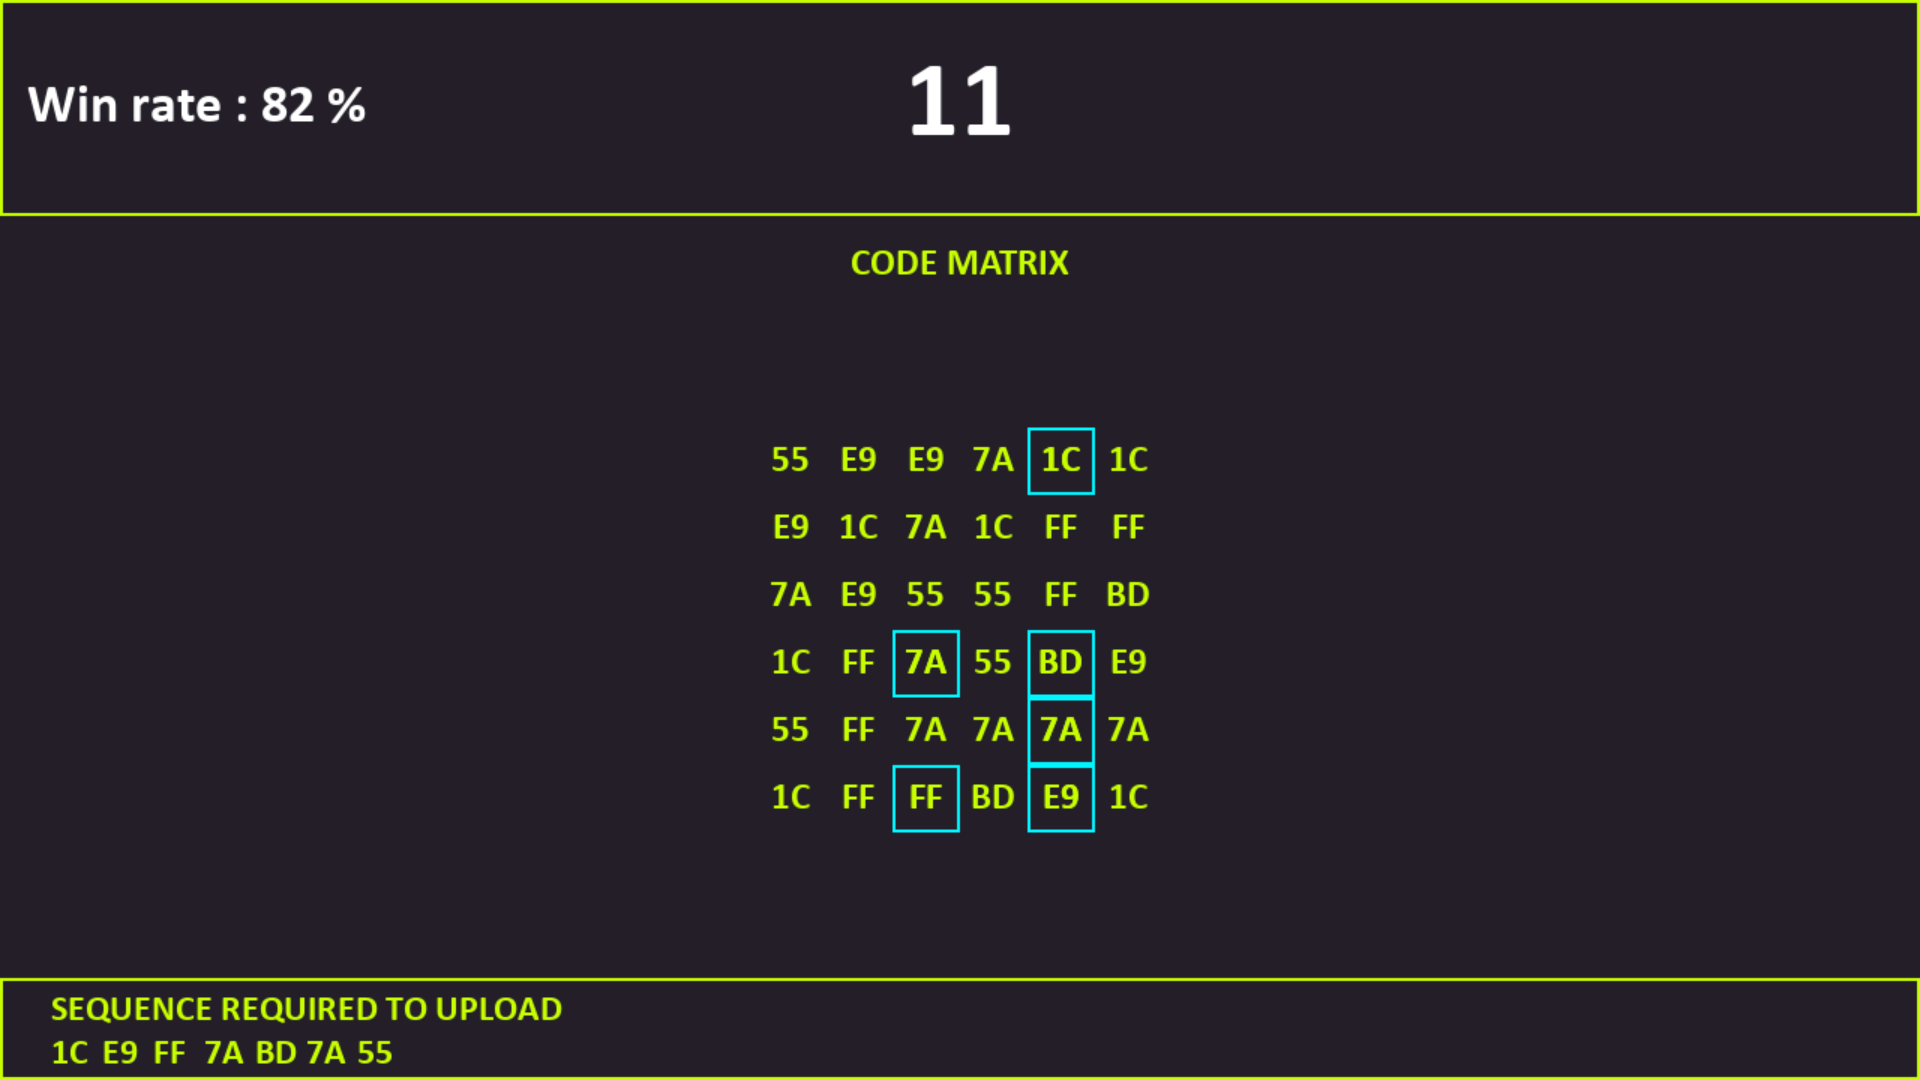 Win rate : 82 %
11
CODE MATRIX
55 E9 E9 7A 1C 1C
E9 1C 7A 1C FF FF
7A E9 55 55 FF BD
1C FF 7A 55 BD E9
55 FF 7A 7A 7A 7A
1C FF FF BD E9 1C
SEQUENCE REQUIRED TO UPLOAD
1C E9 FF 7A BD 7A 55